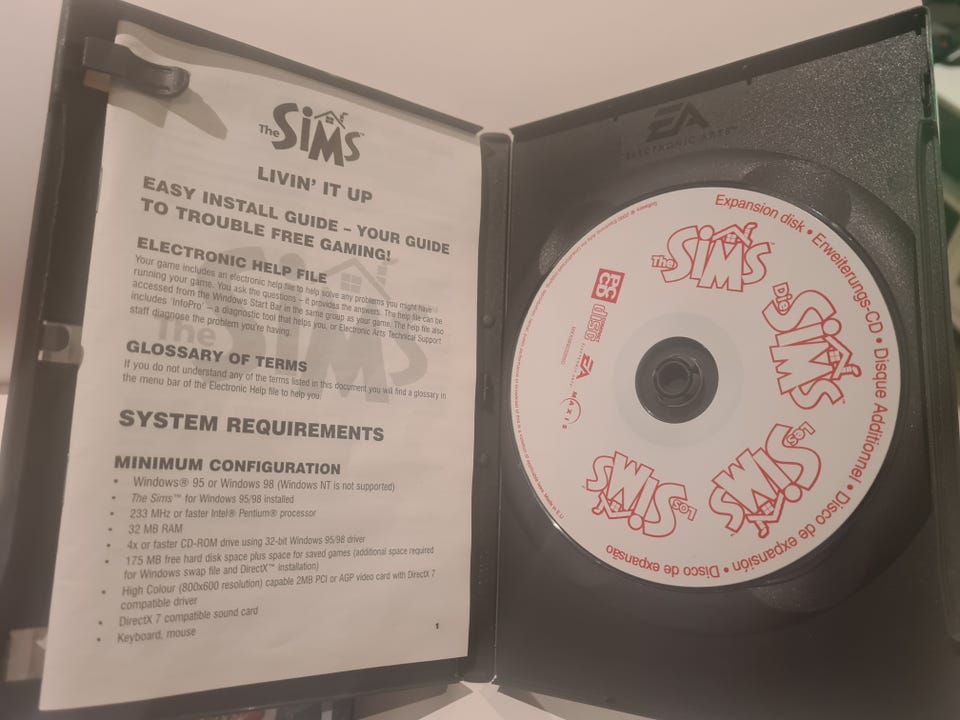 The SiMS™
LIVIN' IT UP
EASY INSTALL GUIDE – YOUR GUIDE
TO TROUBLE FREE GAMING!
ELECTRONIC HELP FILE
Your game includes an electronic help file to help solve any problems you might have
running your game. You ask the questions – it provides the answers. The help file can be
accessed from the Windows Start Bar in the same group as your game. The help file also
includes 'InfoPro' – a diagnostic tool that helps you, or Electronic Arts Technical Support
staff diagnose the problem you're having.
GLOSSARY OF TERMS
If you do not understand any of the terms listed in this document you will find a glossary in
the menu bar of the Electronic Help file to help you.
SYSTEM REQUIREMENTS
MINIMUM CONFIGURATION
• Windows® 95 or Windows 98 (Windows NT is not supported)
• The Sims™ for Windows 95/98 installed
• 233 MHz or faster Intel® Pentium® processor
• 32 MB RAM
• 4x or faster CD-ROM drive using 32-bit Windows 95/98 driver
• 175 MB free hard disk space plus space for saved games (additional space required
for Windows swap file and DirectX™ installation)
• High Colour (800x600 resolution) capable 2MB PCI or AGP video card with DirectX 7
compatible driver
• DirectX 7 compatible sound card
• Keyboard, mouse
1
EA
ELECTRONIC ARTS™
Expansion disk • Erweiterungs-CD • Disque Additionnel • Disco de expansión • Disco de expansão
The SiMS™
Die SiMS™
Los SiMS™
Los SiMS™
PC CD
disc
EA
MAXIS